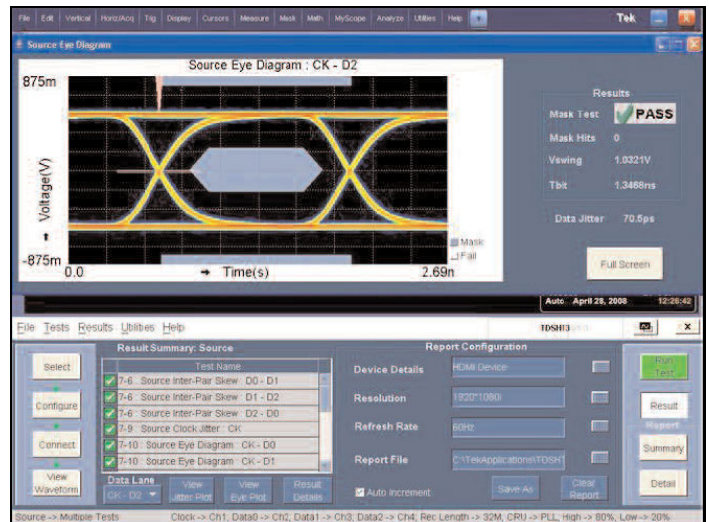 File Edit Vertical Horiz/Acq Trig Display Cursors Measure Mask Math MyScope Analyze Utilities Help Tek
Source Eye Diagram
Source Eye Diagram : CK - D2
875m
Voltage(V)
-875m
0.0
Time(s)
2.69n
Mask
Fail
Results
Mask Test PASS
Mask Hits 0
Vswing 1.0321V
Tbit 1.3468ns
Data Jitter 70.5ps
Full Screen
Auto April 28, 2008 12:26:42
File Tests Results Utilities Help TDSHT3
Select
Configure
Connect
View Waveform
Result Summary: Source
Test Name
7-6 : Source Inter-Pair Skew : D0 - D1
7-6 : Source Inter-Pair Skew : D1 - D2
7-6 : Source Inter-Pair Skew : D2 - D0
7-9 : Source Clock Jitter : CK
7-10 : Source Eye Diagram : CK - D0
7-10 : Source Eye Diagram : CK - D1
Data Lane
CK - D2
View Jitter Plot
View Eye Plot
Result Details
Report Configuration
Device Details HDMI Device
Resolution 1920*1080i
Refresh Rate 60Hz
Report File C:\TekApplications\TDSHT
Auto Increment
Save As
Clear Report
Run Test
Result
Report
Summary
Detail
Source -> Multiple Tests Clock -> Ch1, Data0 -> Ch2, Data1 -> Ch3, Data2 -> Ch4, Rec Length -> 32M, CRU -> PLL, High -> 80%, Low -> 20%